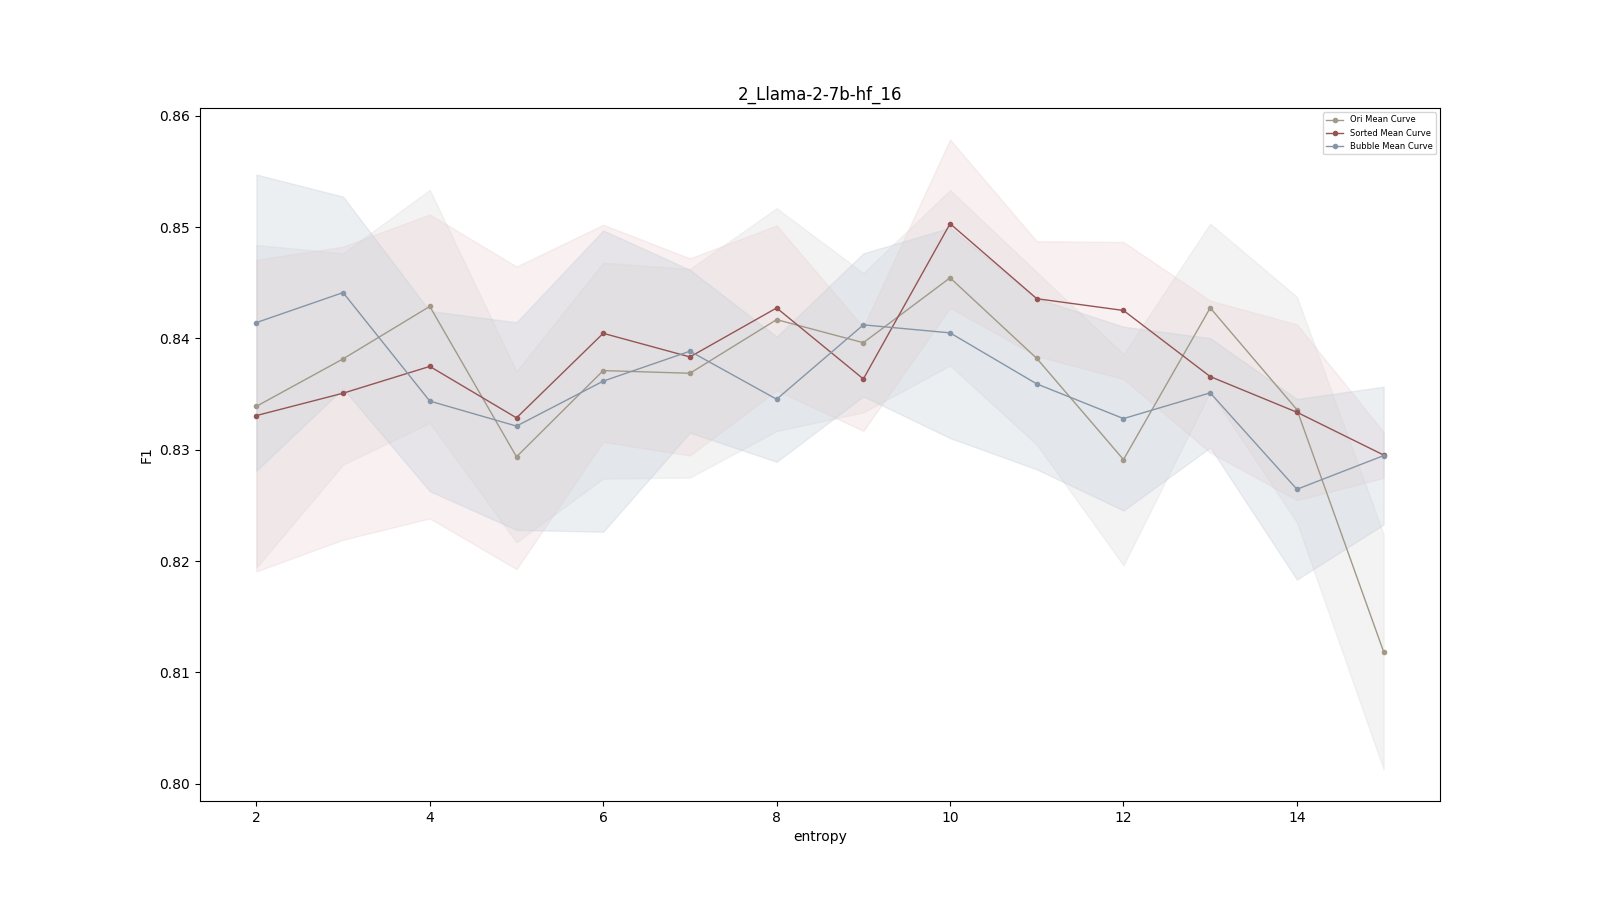 2_Llama-2-7b-hf_16
Ori Mean Curve
Sorted Mean Curve
Bubble Mean Curve
0.86
0.85
0.84
0.83
0.82
0.81
0.80
F1
2 4 6 8 10 12 14
entropy